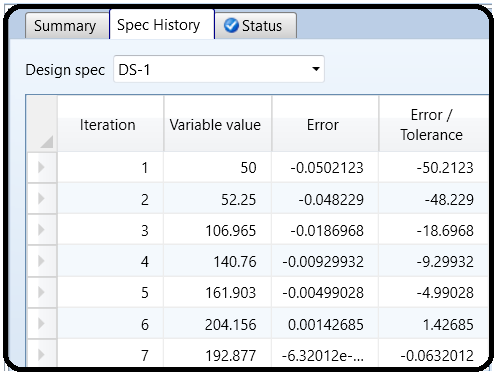 Summary Spec History Status
Design spec DS-1
Iteration Variable value Error Error / Tolerance
1 50 -0.0502123 -50.2123
2 52.25 -0.048229 -48.229
3 106.965 -0.0186968 -18.6968
4 140.76 -0.00929932 -9.29932
5 161.903 -0.00499028 -4.99028
6 204.156 0.00142685 1.42685
7 192.877 -6.32012e-... -0.0632012